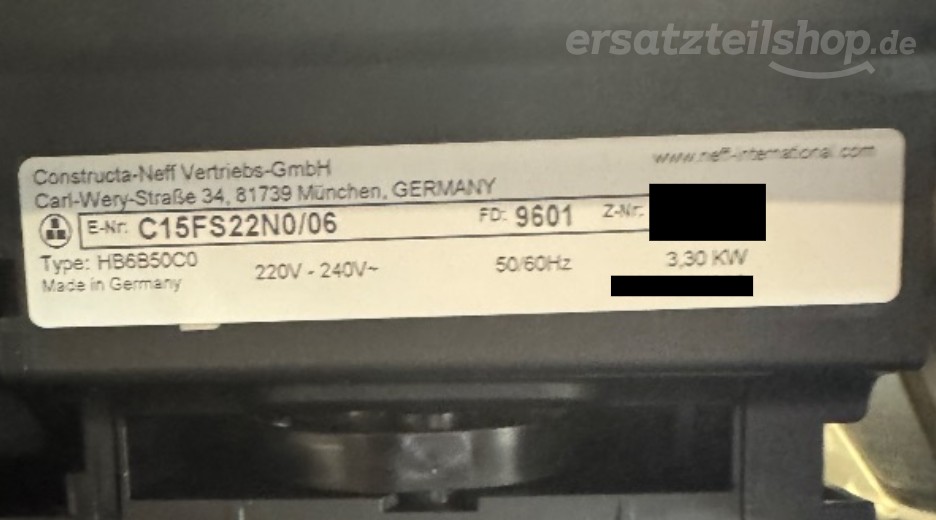 ersatzteilshop.de
Constructa-Neff Vertriebs-GmbH www.neff-international.com
Carl-Wery-Straße 34, 81739 München, GERMANY
E-Nr. C15FS22N0/06 FD: 9601 Z-Nr.
Type: HB6B50C0 220V - 240V~ 50/60Hz 3,30 KW
Made in Germany